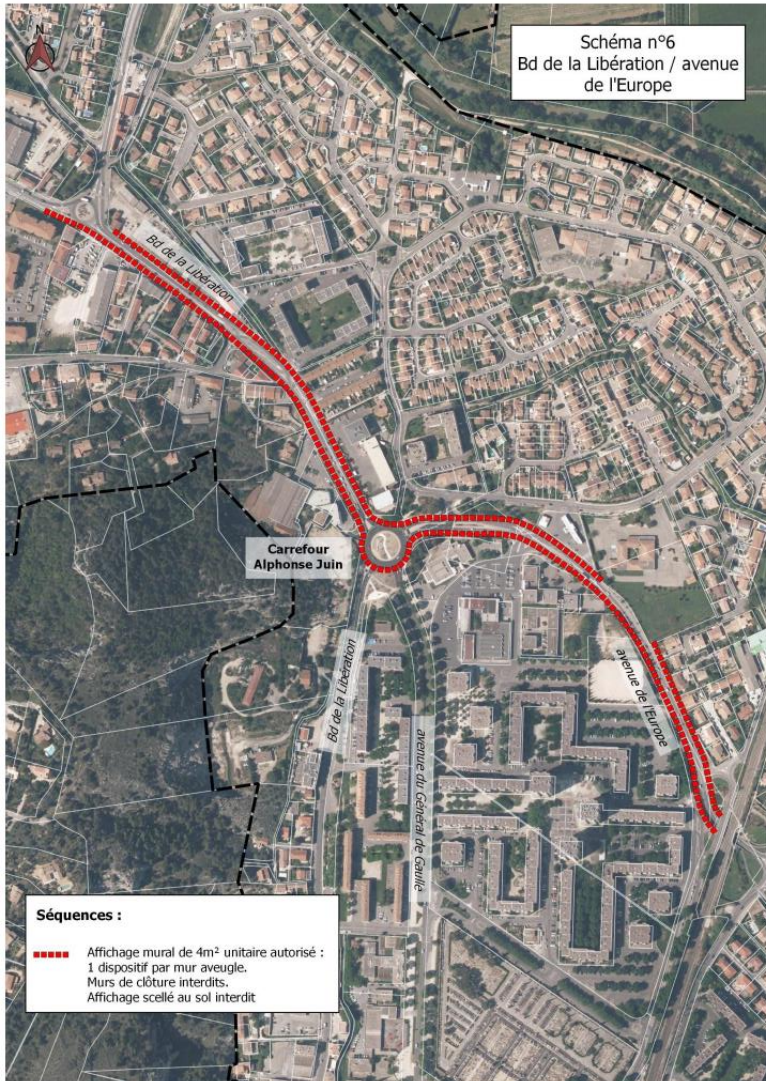 N
Schéma n°6
Bd de la Libération / avenue
de l'Europe
Bd de la Libération
Carrefour
Alphonse Juin
Bd de la Libération
avenue du Général de Gaulle
avenue de l'Europe
Séquences :
Affichage mural de 4m² unitaire autorisé :
1 dispositif par mur aveugle.
Murs de clôture interdits.
Affichage scellé au sol interdit